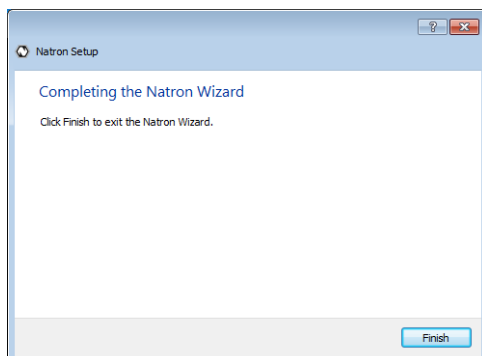 ?
Natron Setup
Completing the Natron Wizard
Click Finish to exit the Natron Wizard.
Finish